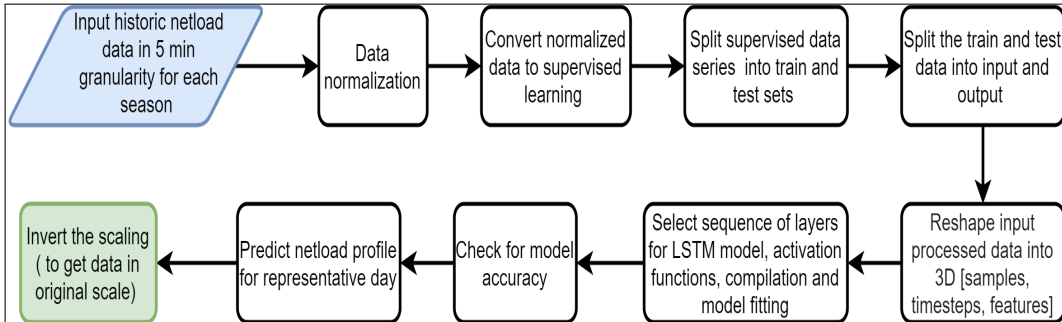 Input historic netload
data in 5 min
granularity for each
season
Data
normalization
Convert normalized
data to supervised
learning
Split supervised data
series into train and
test sets
Split the train and test
data into input and
output
Reshape input
processed data into
3D [samples,
timesteps, features]
Select sequence of layers
for LSTM model, activation
functions, compilation and
model fitting
Check for model
accuracy
Predict netload profile
for representative day
Invert the scaling
( to get data in
original scale)